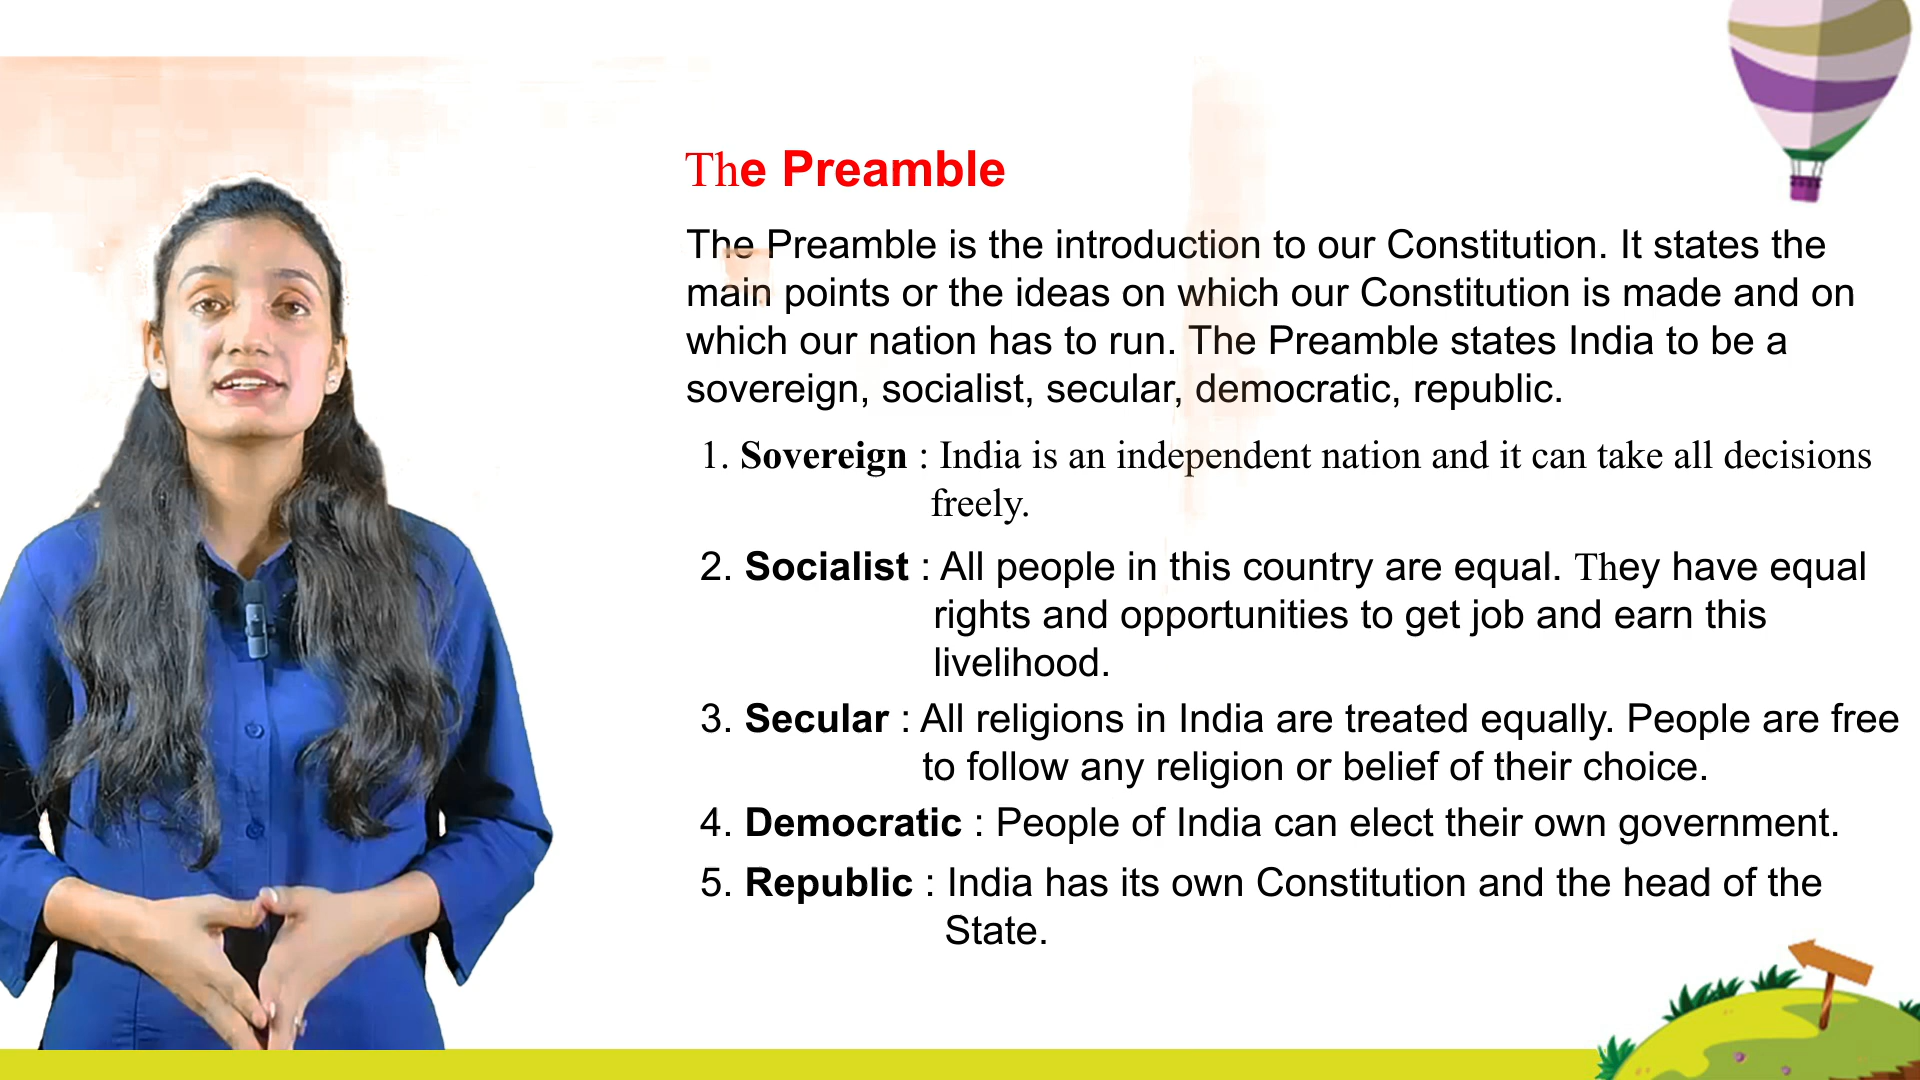 The Preamble
The Preamble is the introduction to our Constitution. It states the
main points or the ideas on which our Constitution is made and on
which our nation has to run. The Preamble states India to be a
sovereign, socialist, secular, democratic, republic.
1. Sovereign : India is an independent nation and it can take all decisions
freely.
2. Socialist : All people in this country are equal. They have equal
rights and opportunities to get job and earn this
livelihood.
3. Secular : All religions in India are treated equally. People are free
to follow any religion or belief of their choice.
4. Democratic : People of India can elect their own government.
5. Republic : India has its own Constitution and the head of the
State.